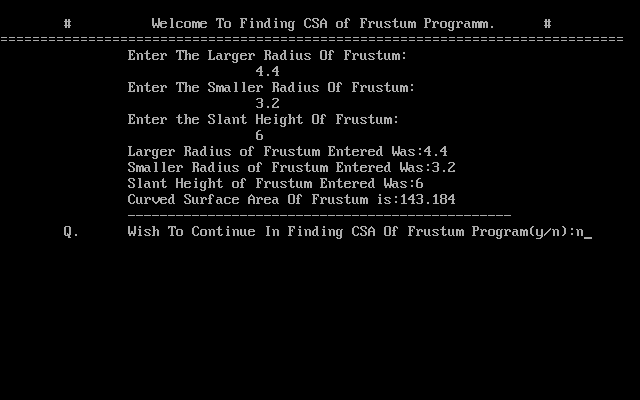 # Welcome To Finding CSA of Frustum Programm. #
==============================================================================
Enter The Larger Radius Of Frustum:
4.4
Enter The Smaller Radius Of Frustum:
3.2
Enter the Slant Height Of Frustum:
6
Larger Radius of Frustum Entered Was:4.4
Smaller Radius of Frustum Entered Was:3.2
Slant Height of Frustum Entered Was:6
Curved Surface Area Of Frustum is:143.184
------------------------------------------------
Q. Wish To Continue In Finding CSA Of Frustum Program(y/n):n_